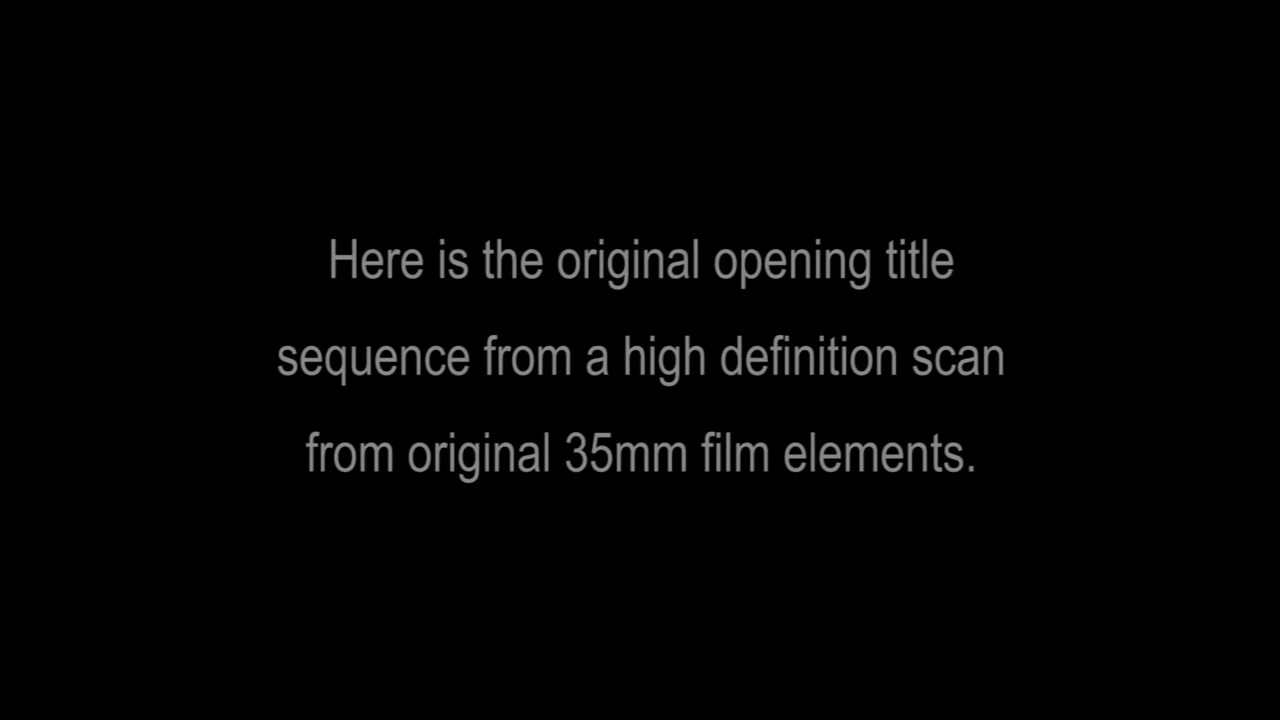 Here is the original opening title
sequence from a high definition scan
from original 35mm film elements.